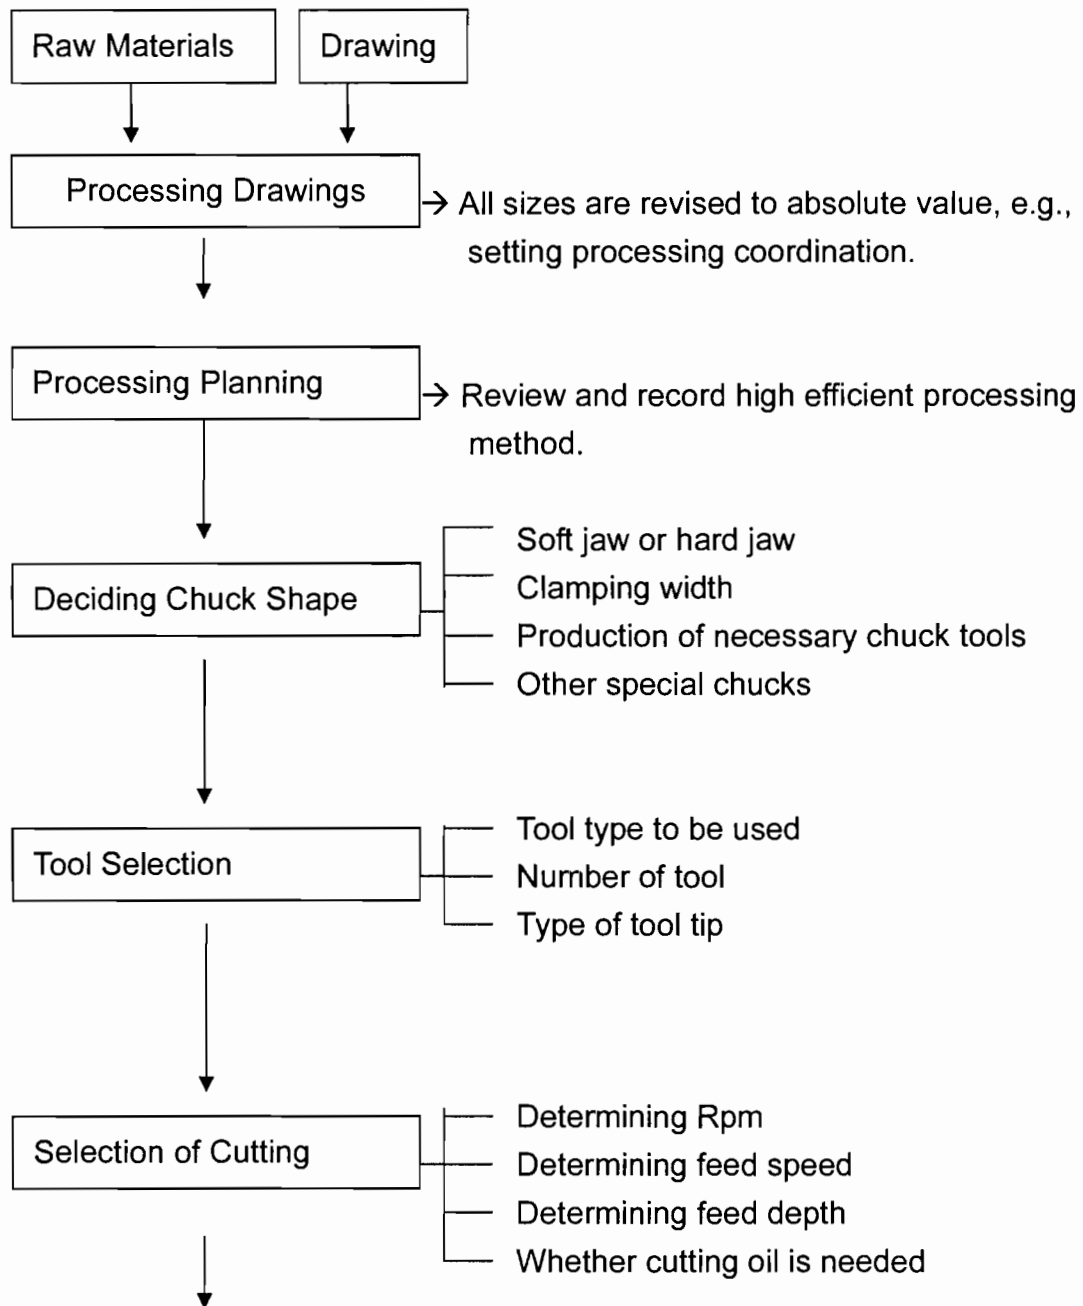 Raw Materials
Drawing
Processing Drawings
→ All sizes are revised to absolute value, e.g.,
setting processing coordination.
Processing Planning
→ Review and record high efficient processing
method.
Deciding Chuck Shape
Soft jaw or hard jaw
Clamping width
Production of necessary chuck tools
Other special chucks
Tool Selection
Tool type to be used
Number of tool
Type of tool tip
Selection of Cutting
Determining Rpm
Determining feed speed
Determining feed depth
Whether cutting oil is needed